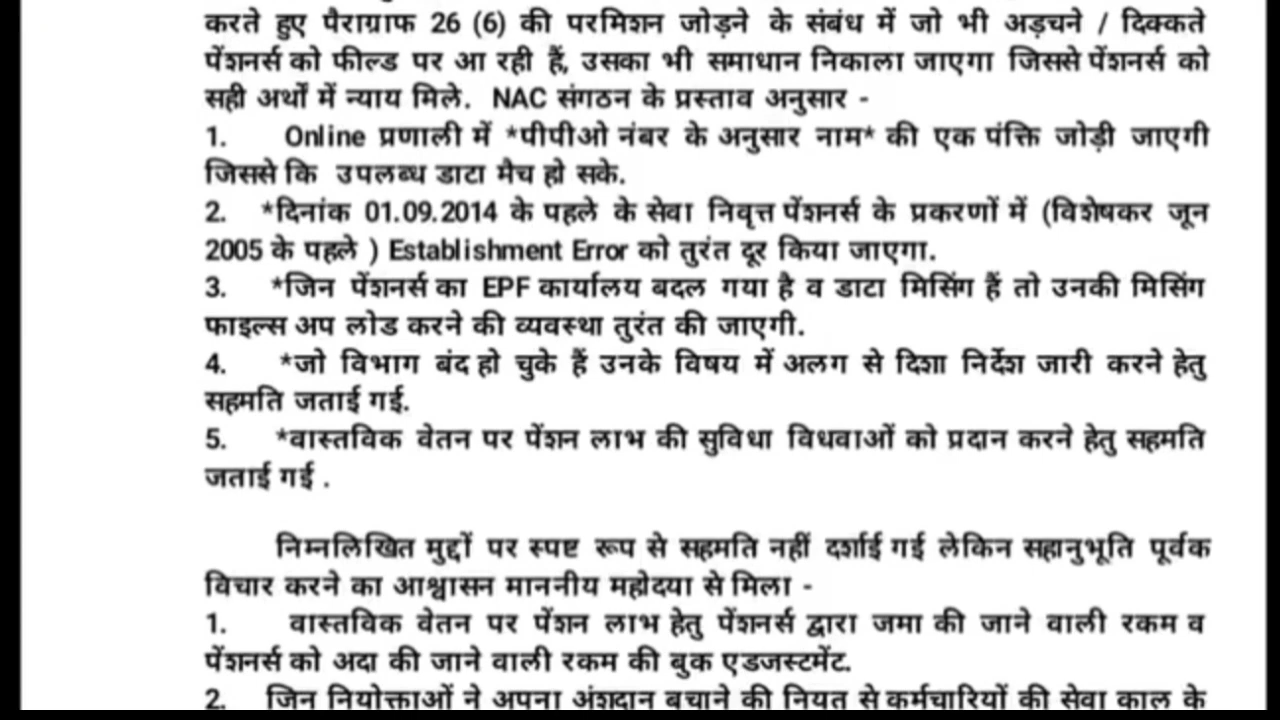 करते हुए पैराग्राफ 26 (6) की परमिशन जोड़ने के संबंध में जो भी अड़चने / दिक्कते
पेंशनर्स को फील्ड पर आ रही हैं, उसका भी समाधान निकाला जाएगा जिससे पेंशनर्स को
सही अर्थों में न्याय मिले. NAC संगठन के प्रस्ताव अनुसार -
1. Online प्रणाली में *पीपीओ नंबर के अनुसार नाम* की एक पंक्ति जोड़ी जाएगी
जिससे कि उपलब्ध डाटा मैच हो सके.
2. *दिनांक 01.09.2014 के पहले के सेवा निवृत्त पेंशनर्स के प्रकरणों में (विशेषकर जून
2005 के पहले ) Establishment Error को तुरंत दूर किया जाएगा.
3. *जिन पेंशनर्स का EPF कार्यालय बदल गया है व डाटा मिसिंग हैं तो उनकी मिसिंग
फाइल्स अप लोड करने की व्यवस्था तुरंत की जाएगी.
4. *जो विभाग बंद हो चुके हैं उनके विषय में अलग से दिशा निर्देश जारी करने हेतु
सहमति जताई गई.
5. *वास्तविक वेतन पर पेंशन लाभ की सुविधा विधवाओं को प्रदान करने हेतु सहमति
जताई गई .
निम्नलिखित मुद्दों पर स्पष्ट रूप से सहमति नहीं दर्शाई गई लेकिन सहानुभूति पूर्वक
विचार करने का आश्वासन माननीय महोदया से मिला -
1. वास्तविक वेतन पर पेंशन लाभ हेतु पेंशनर्स द्वारा जमा की जाने वाली रकम व
पेंशनर्स को अदा की जाने वाली रकम की बुक एडजस्टमेंट.
2. जिन नियोक्ताओं ने अपना अंशदान बचाने की नियत से कर्मचारियों की सेवा काल के